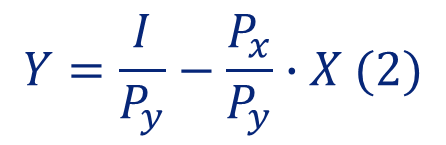 Y = I/P_y − P_x/P_y · X (2)